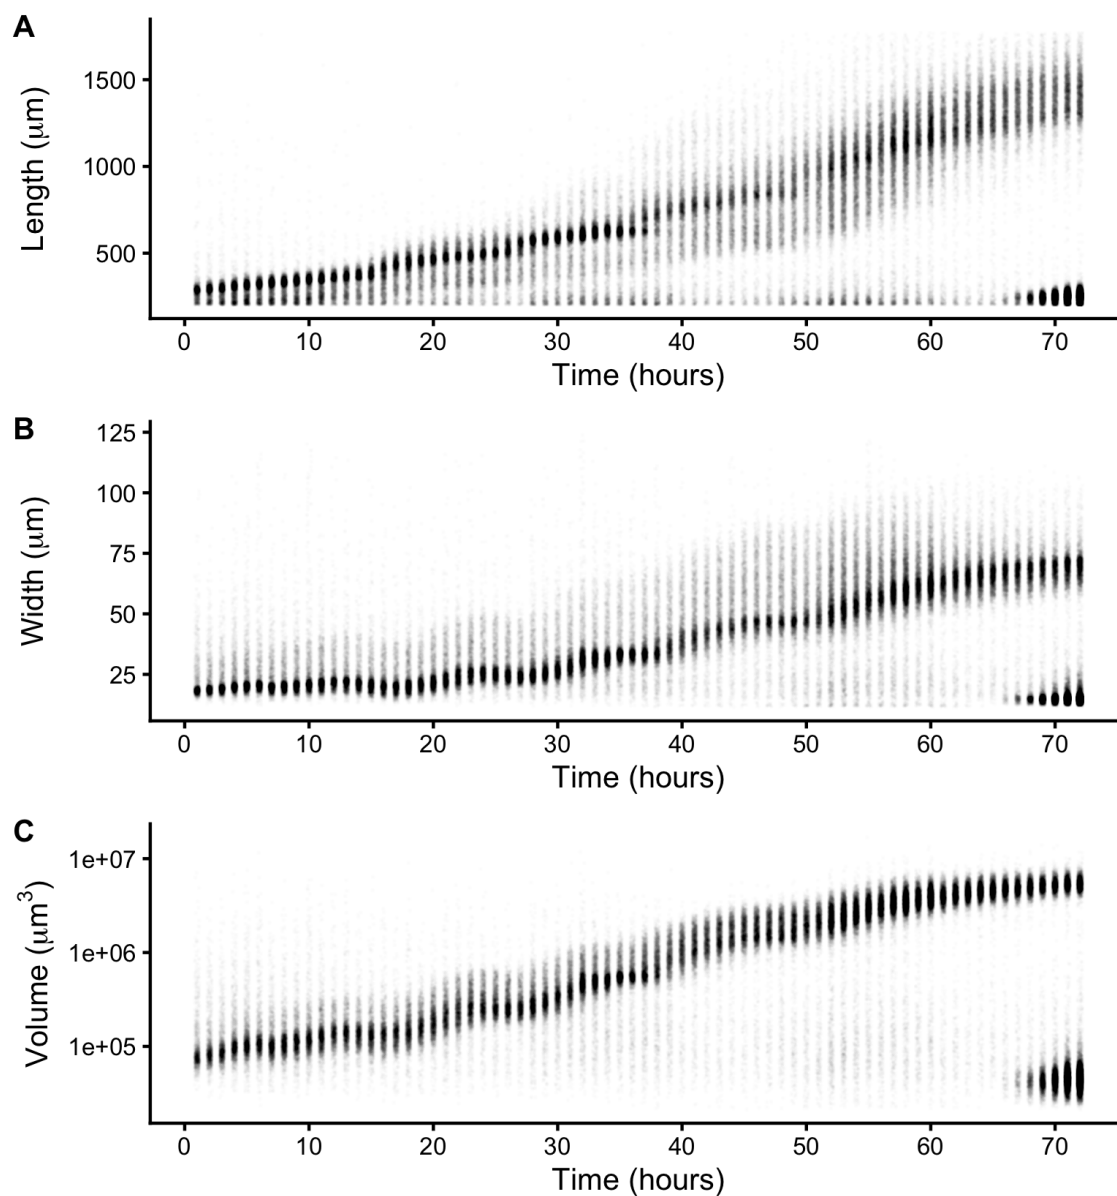 A
Length (μm)
1500
1000
500
0 10 20 30 40 50 60 70
Time (hours)
B
Width (μm)
125
100
75
50
25
0 10 20 30 40 50 60 70
Time (hours)
C
Volume (μm³)
1e+07
1e+06
1e+05
0 10 20 30 40 50 60 70
Time (hours)